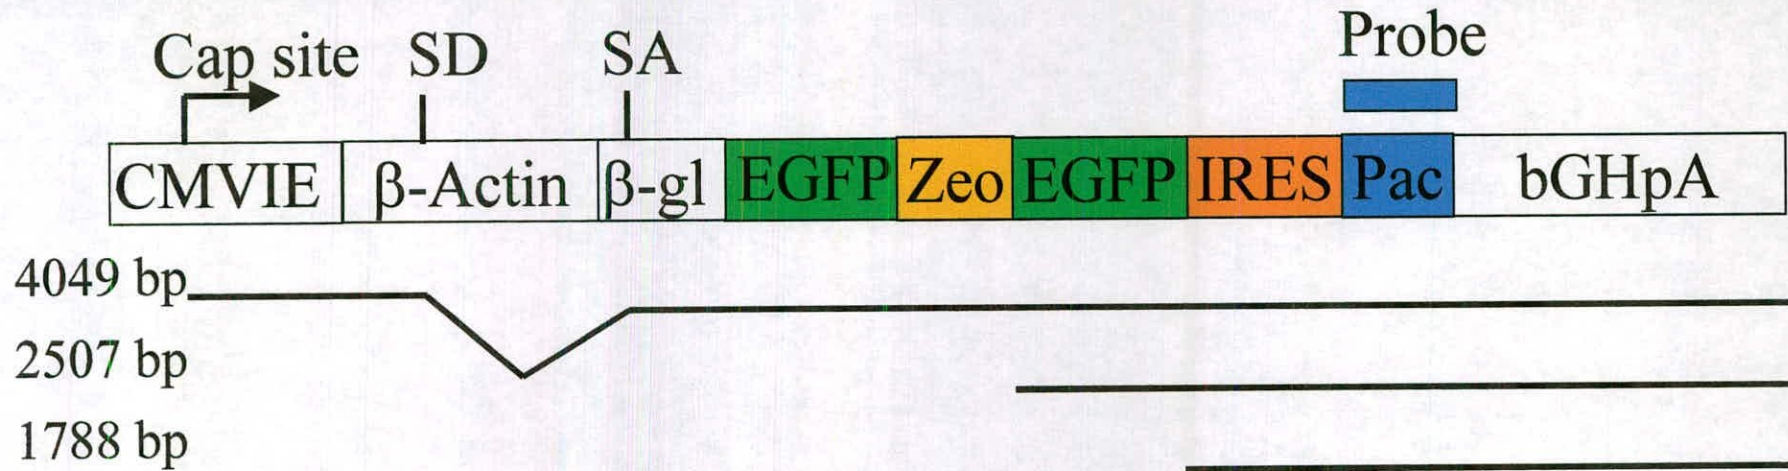 Cap site SD SA Probe
CMVIE β-Actin β-gl EGFP Zeo EGFP IRES Pac bGHpA
4049 bp
2507 bp
1788 bp